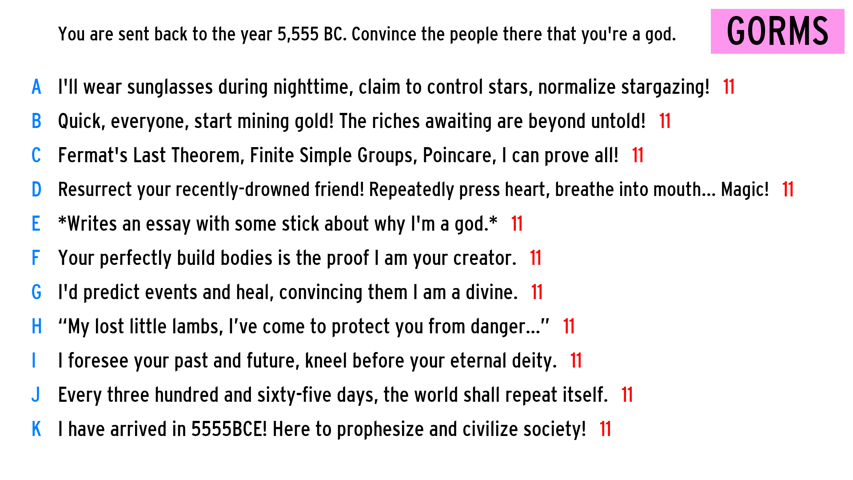 You are sent back to the year 5,555 BC. Convince the people there that you're a god.
GORMS
A I'll wear sunglasses during nighttime, claim to control stars, normalize stargazing! 11
B Quick, everyone, start mining gold! The riches awaiting are beyond untold! 11
C Fermat's Last Theorem, Finite Simple Groups, Poincare, I can prove all! 11
D Resurrect your recently-drowned friend! Repeatedly press heart, breathe into mouth... Magic! 11
E *Writes an essay with some stick about why I'm a god.* 11
F Your perfectly build bodies is the proof I am your creator. 11
G I'd predict events and heal, convincing them I am a divine. 11
H “My lost little lambs, I’ve come to protect you from danger...” 11
I I foresee your past and future, kneel before your eternal deity. 11
J Every three hundred and sixty-five days, the world shall repeat itself. 11
K I have arrived in 5555BCE! Here to prophesize and civilize society! 11